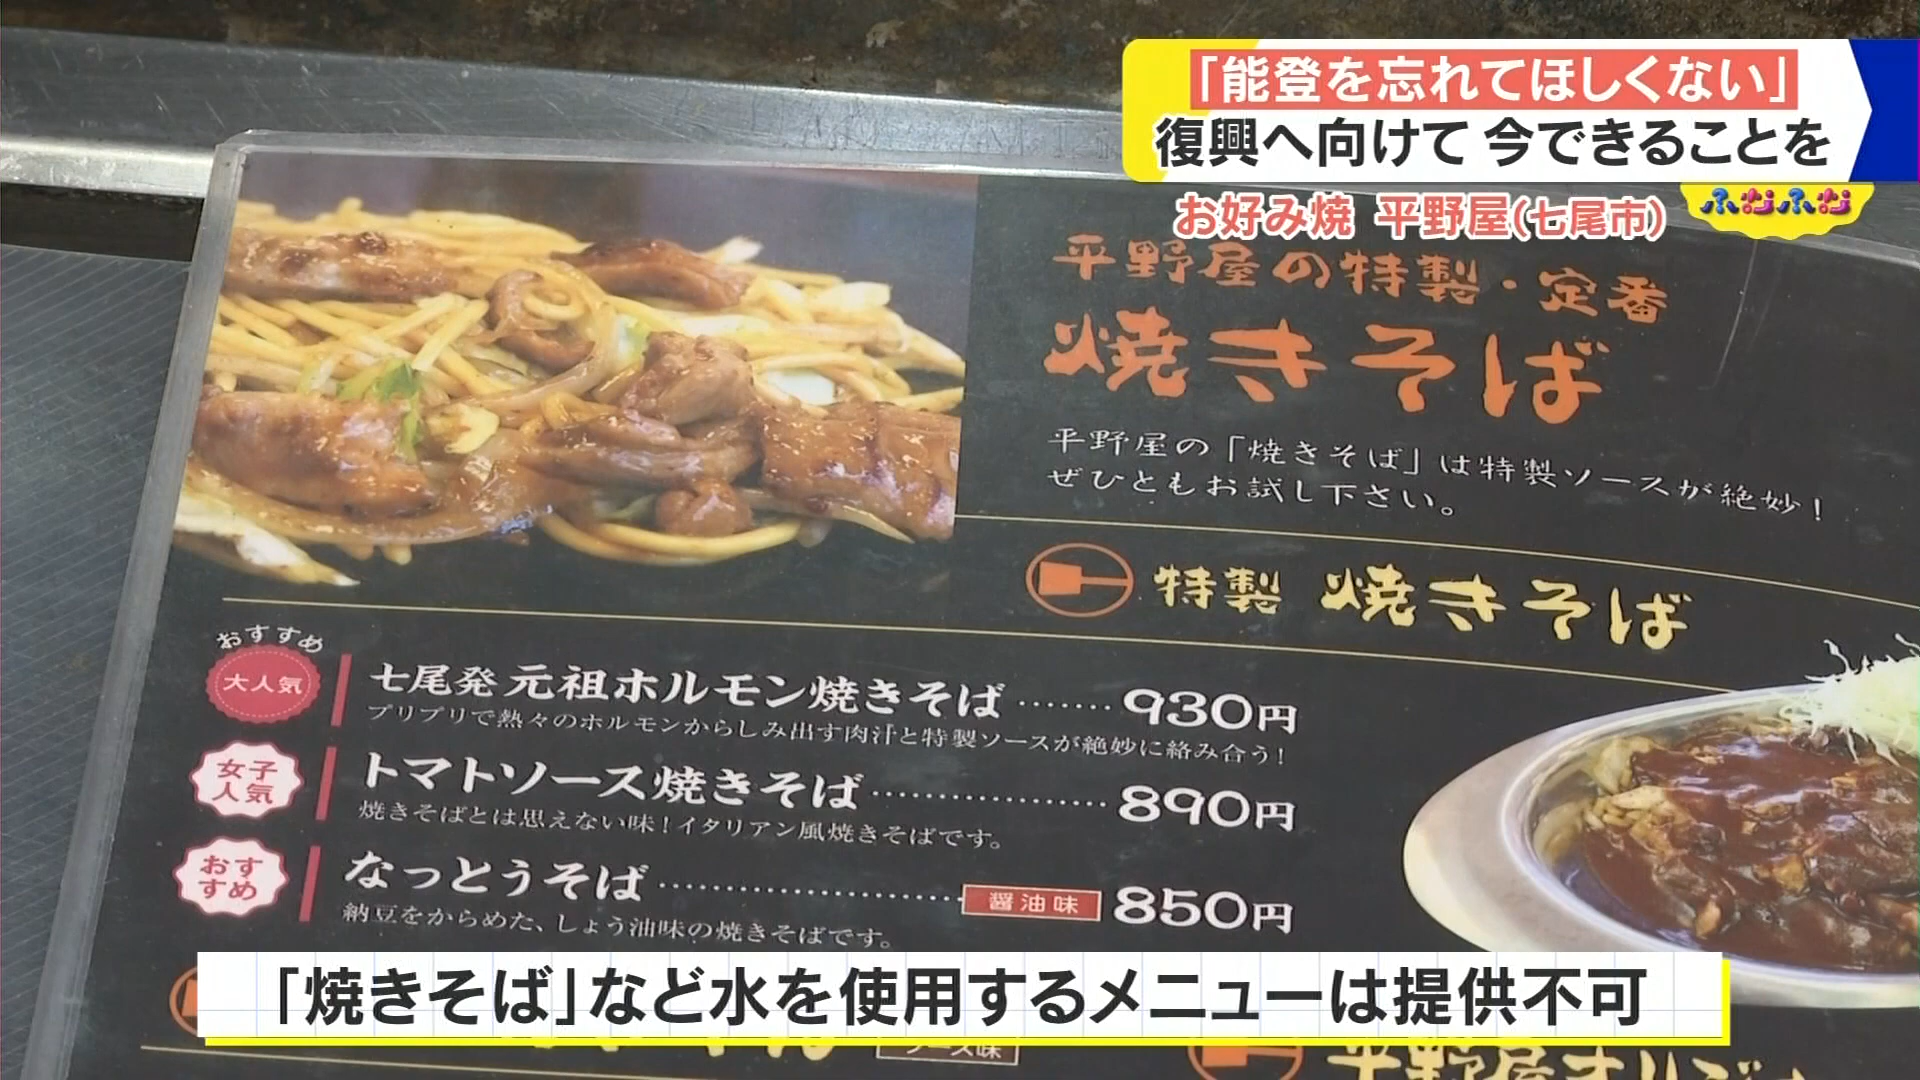 「能登を忘れてほしくない」
復興へ向けて 今できることを
お好み焼 平野屋(七尾市)
ふむふむ
平野屋の特製・定番
焼きそば
平野屋の「焼きそば」は特製ソースが絶妙!
ぜひともお試し下さい。
特製 焼きそば
おすすめ
大人気
七尾発 元祖ホルモン焼きそば ・・・・・・・ 930円
プリプリで熱々のホルモンからしみ出す肉汁と特製ソースが絶妙に絡み合う!
女子
人気
トマトソース焼きそば ・・・・・・・・・・・・・・・・・ 890円
焼きそばとは思えない味!イタリアン風焼きそばです。
おす
すめ
なっとうそば ・・・・・・・・・・・・・・・・・・・・・・ 醤油味 850円
納豆をからめた、しょう油味の焼きそばです。
「焼きそば」など水を使用するメニューは提供不可
ソース味
平野屋オリジ